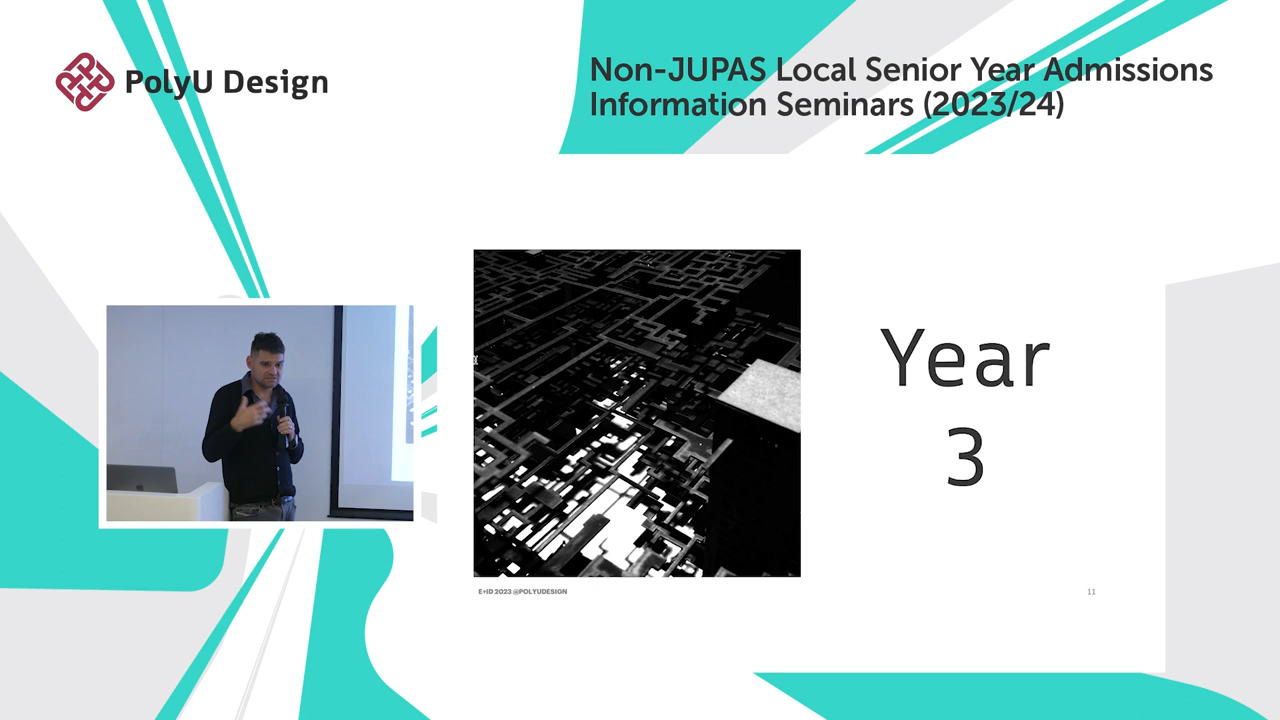 PolyU Design
Non-JUPAS Local Senior Year Admissions
Information Seminars (2023/24)
Year
3
E+ID 2023 @POLYUDESIGN
11